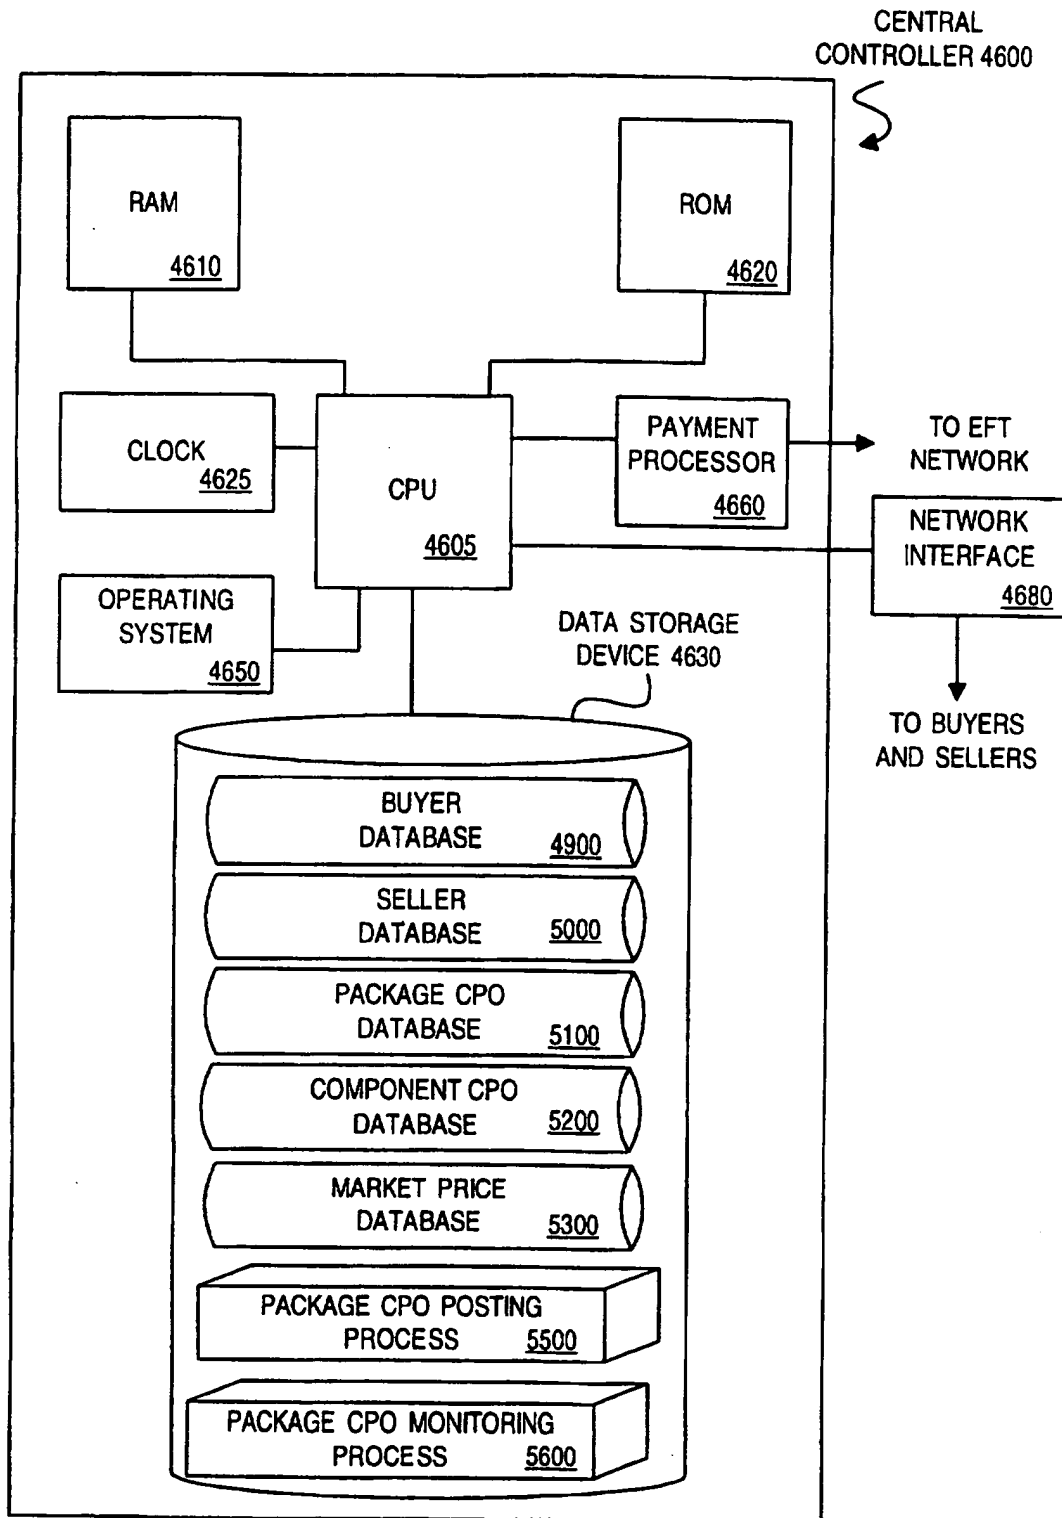 CENTRAL
CONTROLLER 4600
RAM
4610
ROM
4620
CLOCK
4625
CPU
4605
PAYMENT
PROCESSOR
4660
TO EFT
NETWORK
NETWORK
INTERFACE
4680
OPERATING
SYSTEM
4650
DATA STORAGE
DEVICE 4630
TO BUYERS
AND SELLERS
BUYER
DATABASE
4900
SELLER
DATABASE
5000
PACKAGE CPO
DATABASE
5100
COMPONENT CPO
DATABASE
5200
MARKET PRICE
DATABASE
5300
PACKAGE CPO POSTING
PROCESS
5500
PACKAGE CPO MONITORING
PROCESS
5600